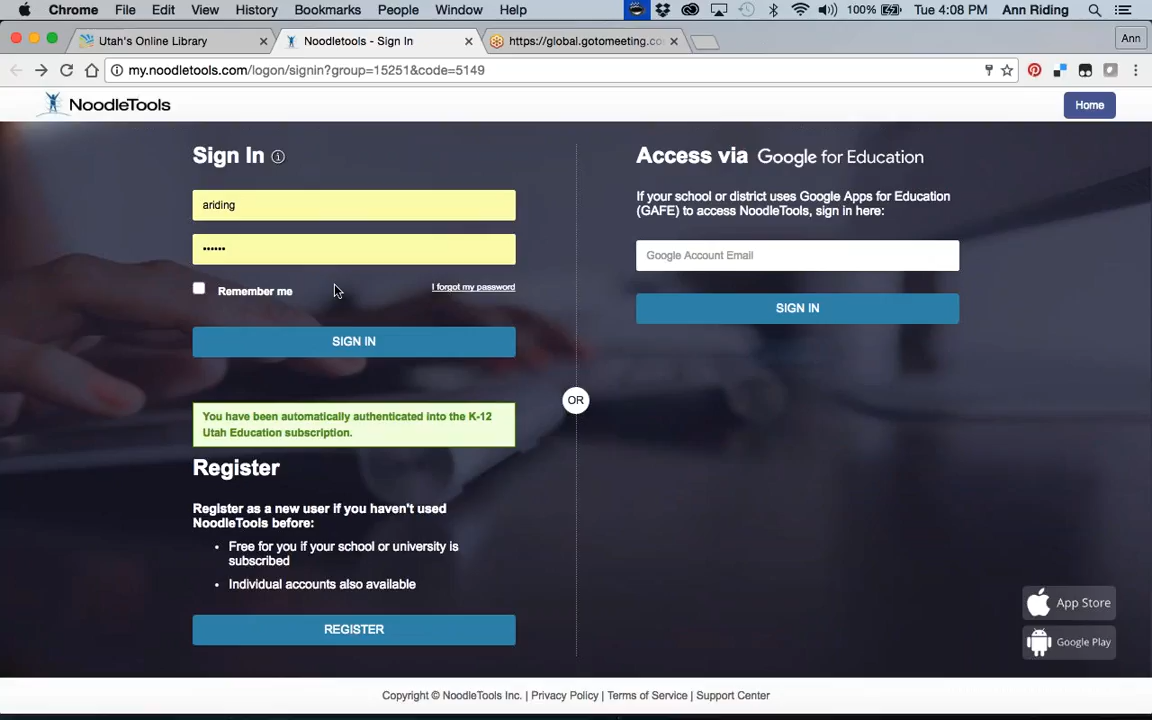 Chrome File Edit View History Bookmarks People Window Help 100% Tue 4:08 PM Ann Riding
Utah's Online Library
Noodletools - Sign In
https://global.gotomeeting.co
Ann
my.noodletools.com/logon/signin?group=15251&code=5149
NoodleTools
Home
Sign In
ariding
••••••
Remember me
I forgot my password
SIGN IN
You have been automatically authenticated into the K-12
Utah Education subscription.
Register
Register as a new user if you haven't used
NoodleTools before:
• Free for you if your school or university is
subscribed
• Individual accounts also available
REGISTER
OR
Access via Google for Education
If your school or district uses Google Apps for Education
(GAFE) to access NoodleTools, sign in here:
Google Account Email
SIGN IN
App Store
Google Play
Copyright © NoodleTools Inc. | Privacy Policy | Terms of Service | Support Center